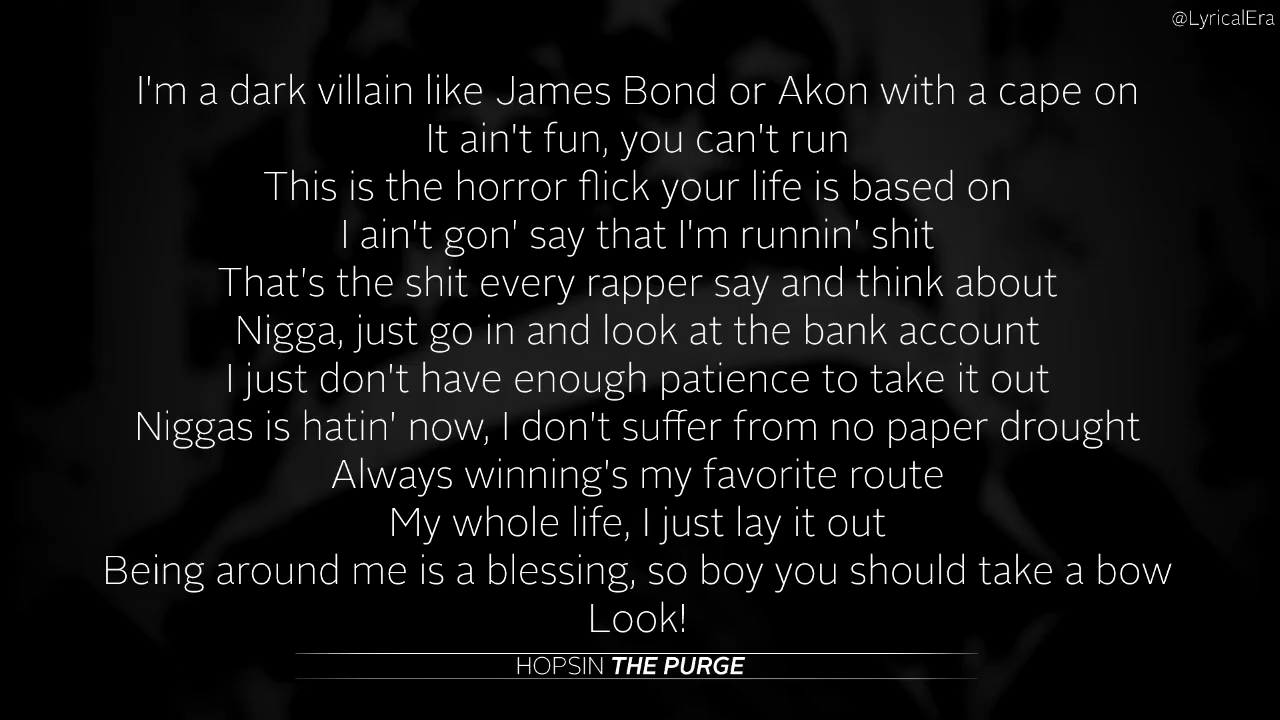 @LyricalEra
I'm a dark villain like James Bond or Akon with a cape on
It ain't fun, you can't run
This is the horror flick your life is based on
I ain't gon' say that I'm runnin' shit
That's the shit every rapper say and think about
Nigga, just go in and look at the bank account
I just don't have enough patience to take it out
Niggas is hatin' now, I don't suffer from no paper drought
Always winning's my favorite route
My whole life, I just lay it out
Being around me is a blessing, so boy you should take a bow
Look!
HOPSIN THE PURGE